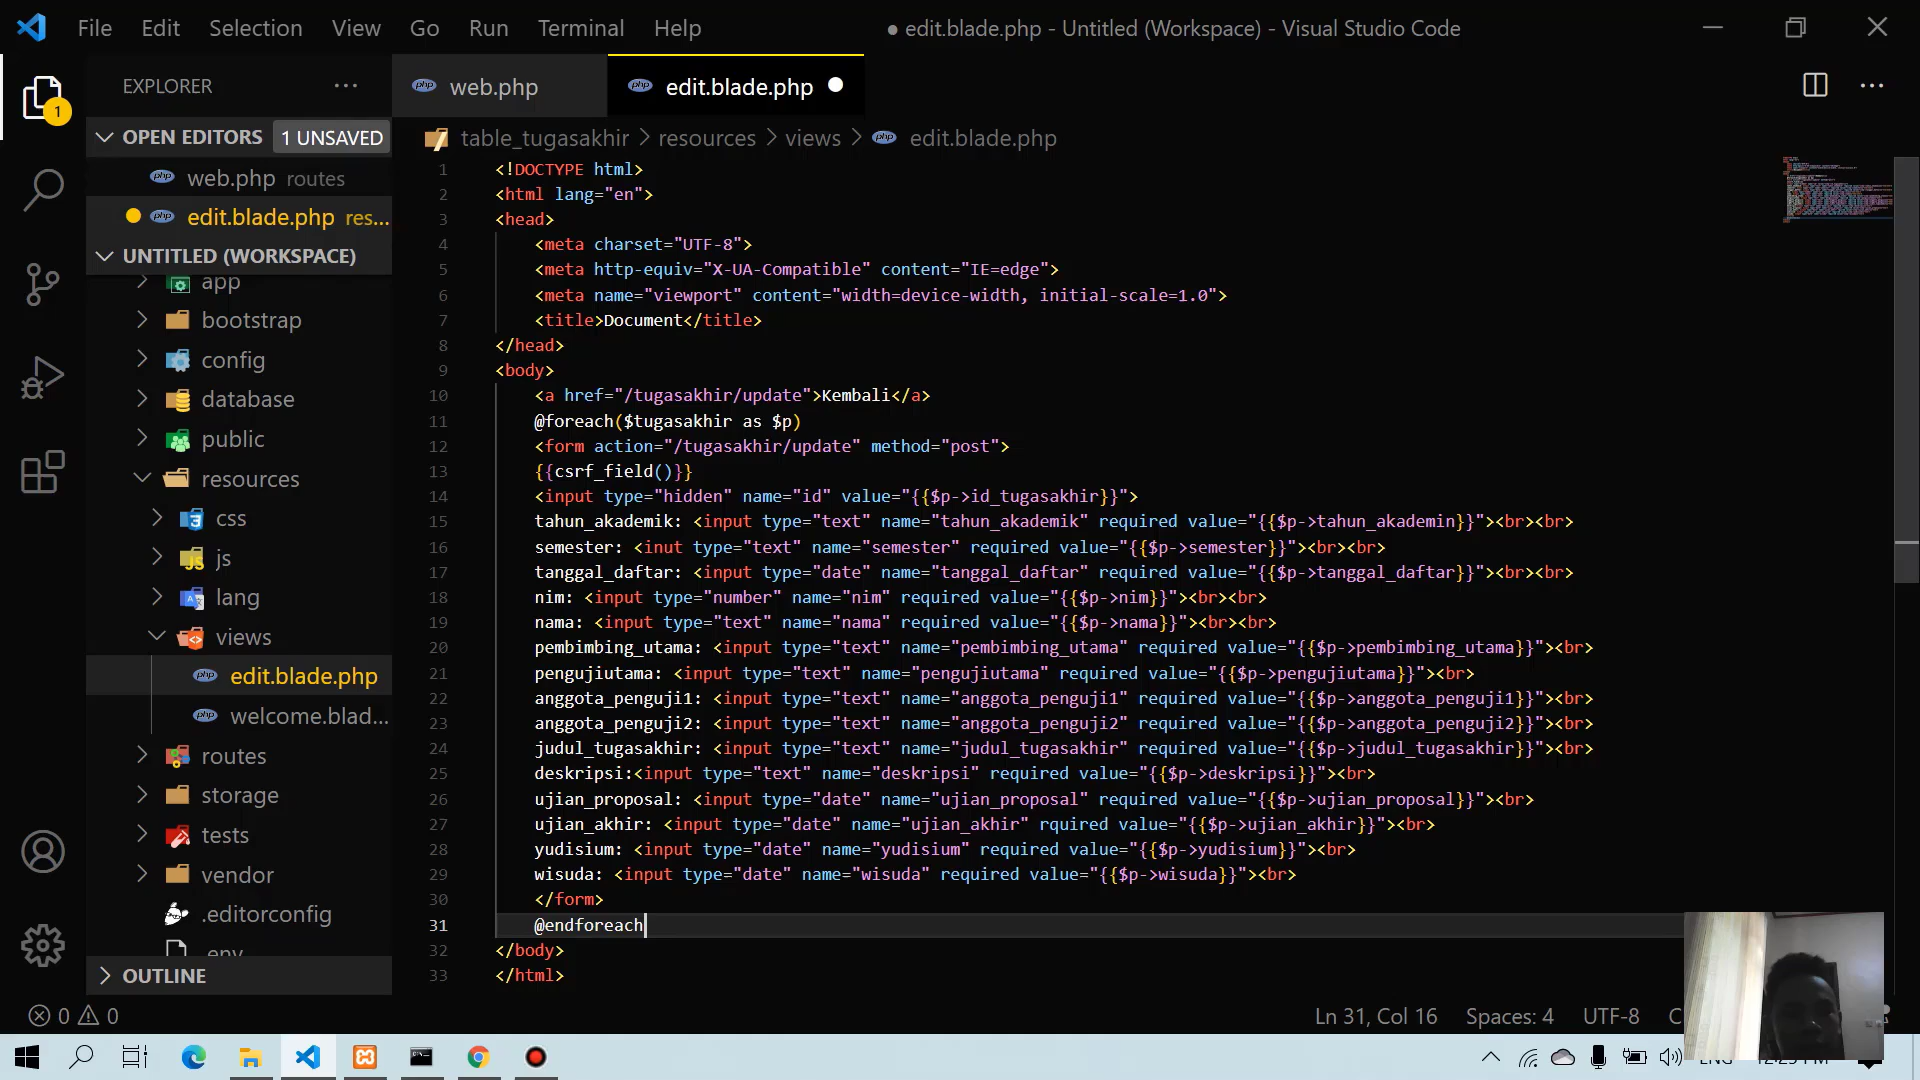 File Edit Selection View Go Run Terminal Help
● edit.blade.php - Untitled (Workspace) - Visual Studio Code
EXPLORER
OPEN EDITORS 1 UNSAVED
web.php routes
edit.blade.php res...
UNTITLED (WORKSPACE)
app
bootstrap
config
database
public
resources
css
js
lang
views
edit.blade.php
welcome.blad...
routes
storage
tests
vendor
.editorconfig
.env
OUTLINE
1
web.php
edit.blade.php
table_tugasakhir > resources > views > edit.blade.php
1 <!DOCTYPE html>
2 <html lang="en">
3 <head>
4 <meta charset="UTF-8">
5 <meta http-equiv="X-UA-Compatible" content="IE=edge">
6 <meta name="viewport" content="width=device-width, initial-scale=1.0">
7 <title>Document</title>
8 </head>
9 <body>
10 <a href="/tugasakhir/update">Kembali</a>
11 @foreach($tugasakhir as $p)
12 <form action="/tugasakhir/update" method="post">
13 {{csrf_field()}}
14 <input type="hidden" name="id" value="{{$p->id_tugasakhir}}">
15 tahun_akademik: <input type="text" name="tahun_akademik" required value="{{$p->tahun_akademin}}"><br><br>
16 semester: <inut type="text" name="semester" required value="{{$p->semester}}"><br><br>
17 tanggal_daftar: <input type="date" name="tanggal_daftar" required value="{{$p->tanggal_daftar}}"><br><br>
18 nim: <input type="number" name="nim" required value="{{$p->nim}}"><br><br>
19 nama: <input type="text" name="nama" required value="{{$p->nama}}"><br><br>
20 pembimbing_utama: <input type="text" name="pembimbing_utama" required value="{{$p->pembimbing_utama}}"><br>
21 pengujiutama: <input type="text" name="pengujiutama" required value="{{$p->pengujiutama}}"><br>
22 anggota_penguji1: <input type="text" name="anggota_penguji1" required value="{{$p->anggota_penguji1}}"><br>
23 anggota_penguji2: <input type="text" name="anggota_penguji2" required value="{{$p->anggota_penguji2}}"><br>
24 judul_tugasakhir: <input type="text" name="judul_tugasakhir" required value="{{$p->judul_tugasakhir}}"><br>
25 deskripsi:<input type="text" name="deskripsi" required value="{{$p->deskripsi}}"><br>
26 ujian_proposal: <input type="date" name="ujian_proposal" required value="{{$p->ujian_proposal}}"><br>
27 ujian_akhir: <input type="date" name="ujian_akhir" rquired value="{{$p->ujian_akhir}}"><br>
28 yudisium: <input type="date" name="yudisium" required value="{{$p->yudisium}}"><br>
29 wisuda: <input type="date" name="wisuda" required value="{{$p->wisuda}}"><br>
30 </form>
31 @endforeach
32 </body>
33 </html>
0 0
Ln 31, Col 16 Spaces: 4 UTF-8 C